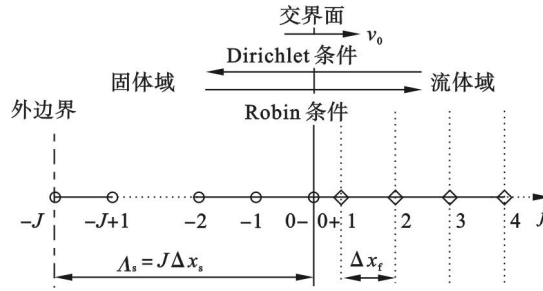 交界面
v₀
Dirichlet 条件
固体域
流体域
外边界
Robin 条件
-J
-J+1
-2
-1
0-
0+
1
2
3
4
J
Λₛ = JΔxₛ
Δx_f